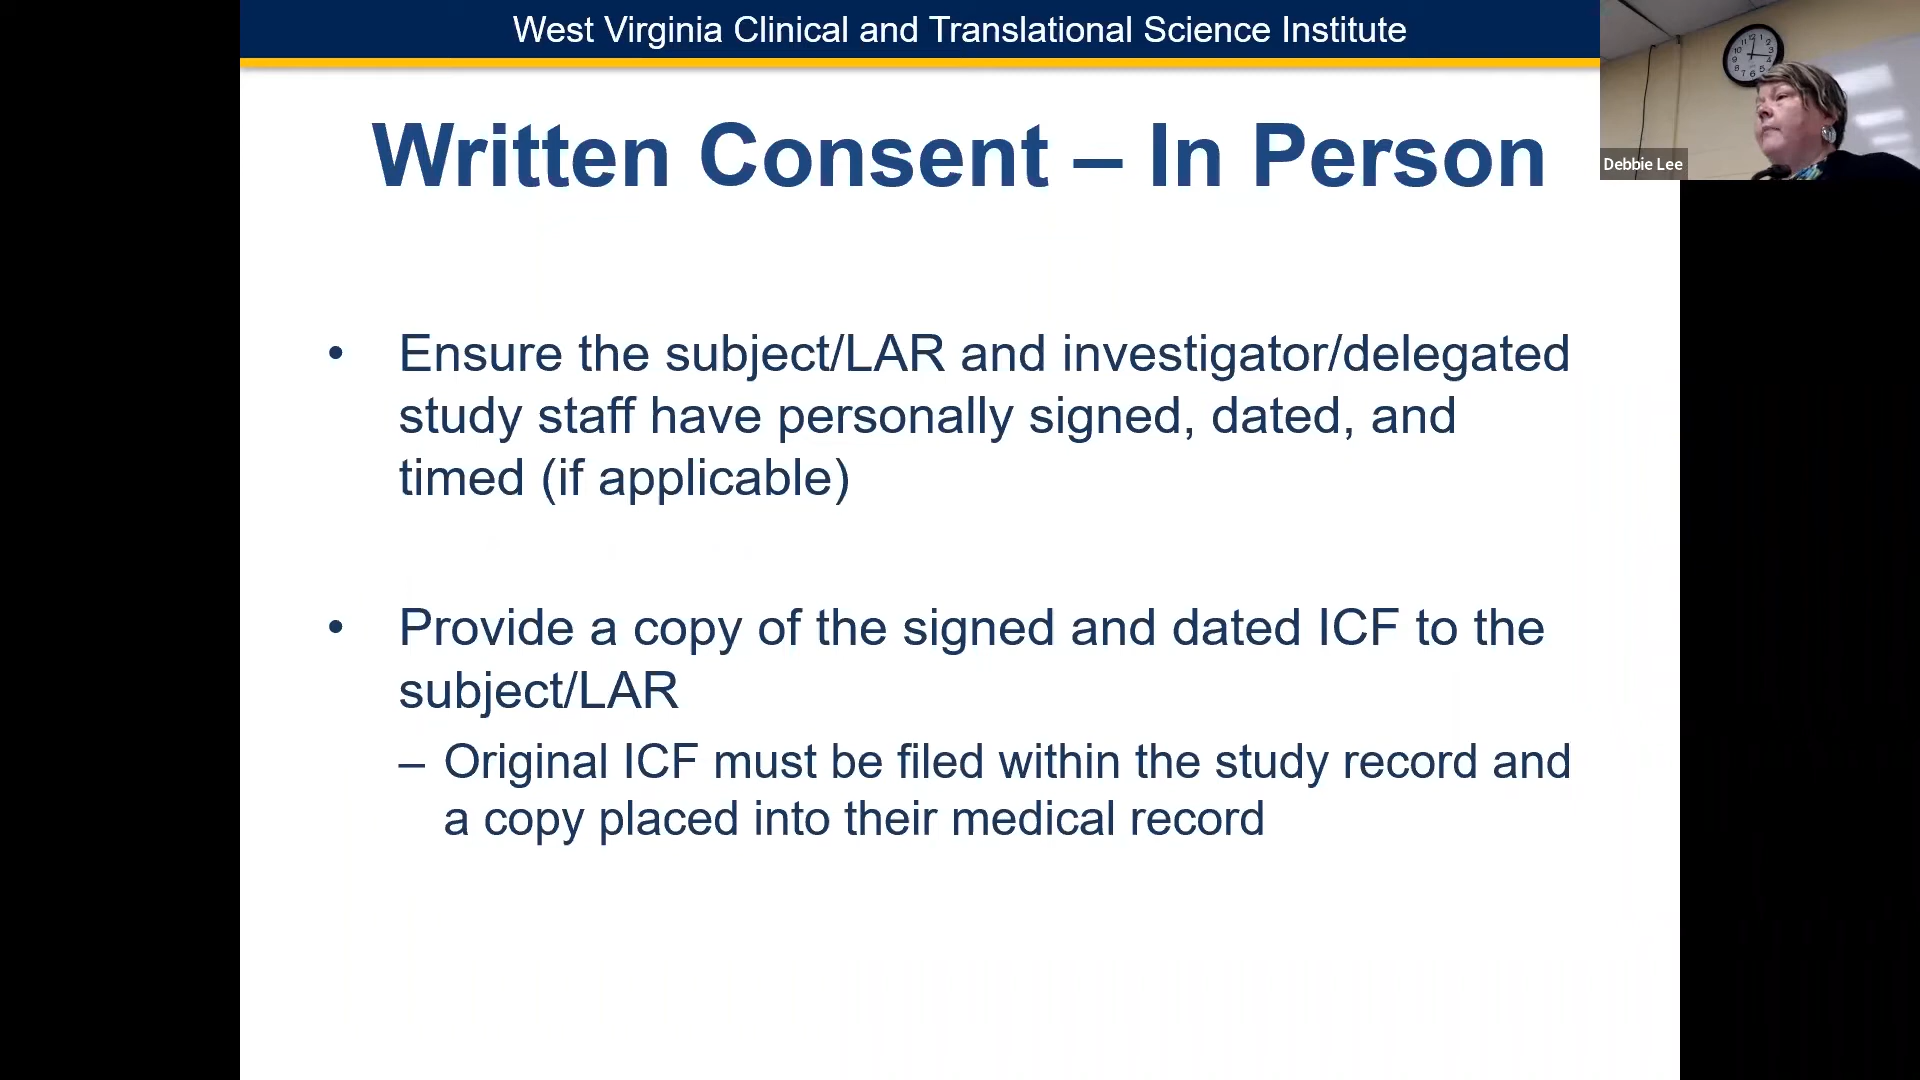 West Virginia Clinical and Translational Science Institute
Written Consent – In Person
Debbie Lee
• Ensure the subject/LAR and investigator/delegated
study staff have personally signed, dated, and
timed (if applicable)
• Provide a copy of the signed and dated ICF to the
subject/LAR
– Original ICF must be filed within the study record and
a copy placed into their medical record